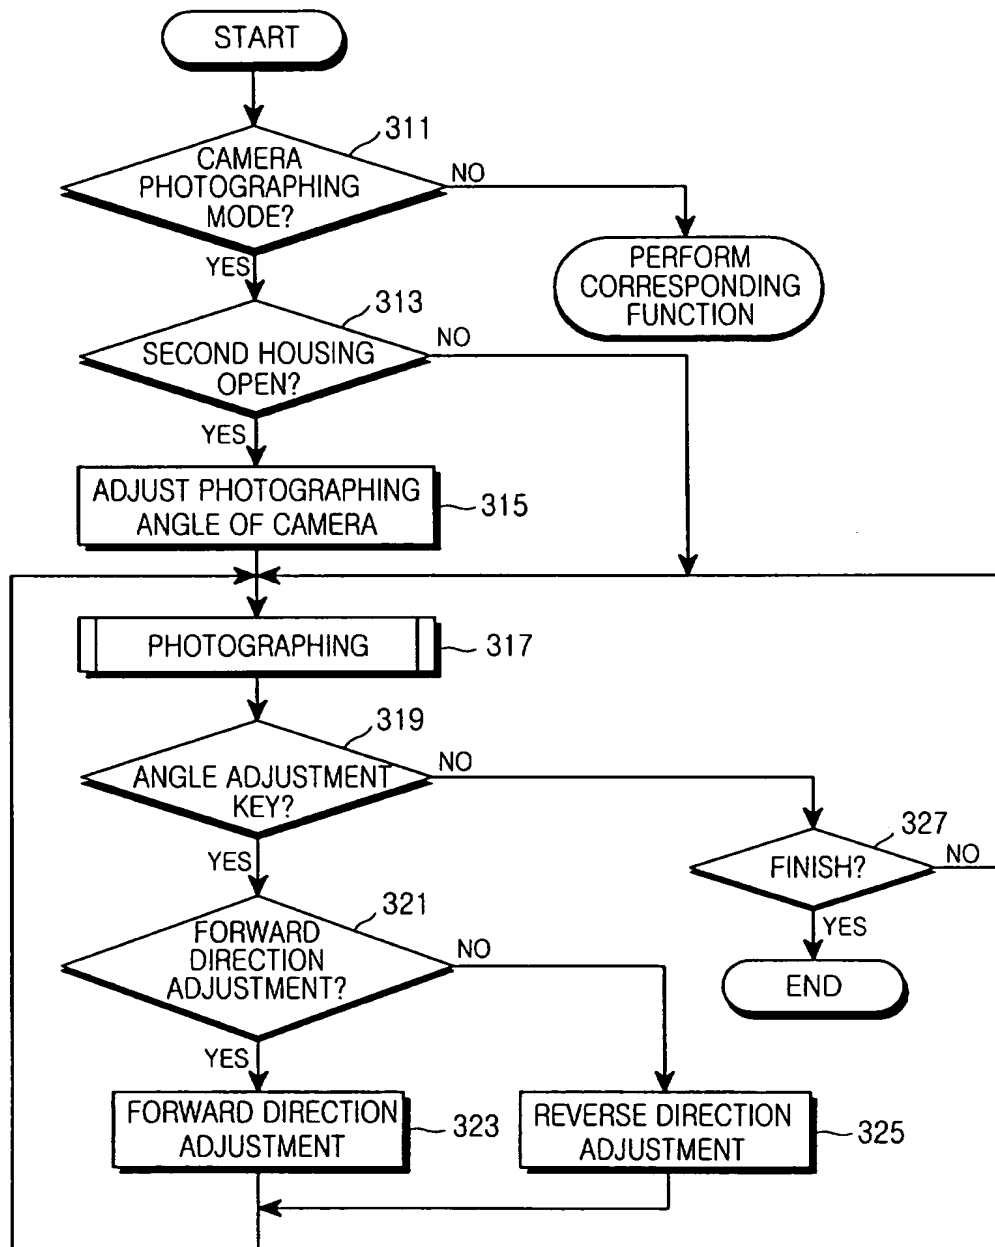 START
311
CAMERA
PHOTOGRAPHING
MODE?
NO
YES
PERFORM
CORRESPONDING
FUNCTION
313
SECOND HOUSING
OPEN?
NO
YES
ADJUST PHOTOGRAPHING
ANGLE OF CAMERA
315
PHOTOGRAPHING
317
319
ANGLE ADJUSTMENT
KEY?
NO
YES
327
FINISH?
NO
YES
END
321
FORWARD
DIRECTION
ADJUSTMENT?
NO
YES
FORWARD DIRECTION
ADJUSTMENT
323
REVERSE DIRECTION
ADJUSTMENT
325